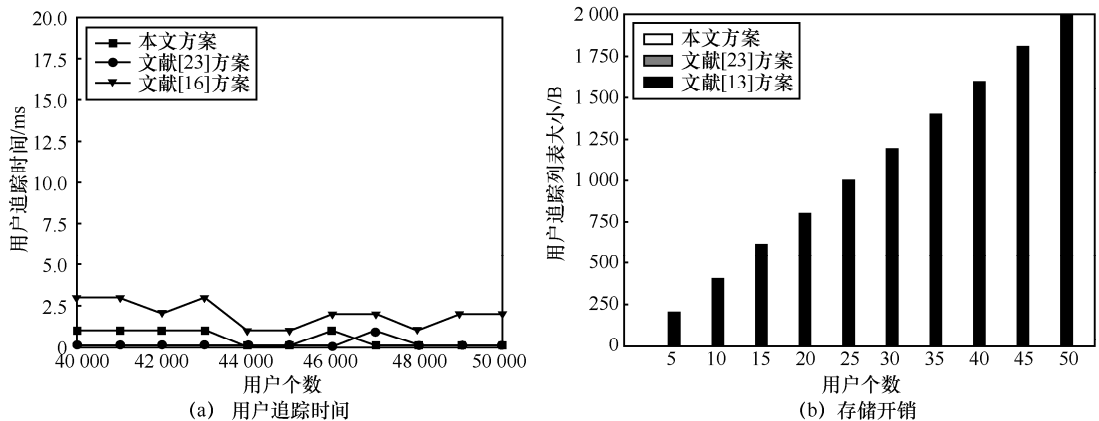 20.0
17.5
15.0
12.5
10.0
7.5
5.0
2.5
0
用户追踪时间/ms
本文方案
文献[23]方案
文献[16]方案
40 000 42 000 44 000 46 000 48 000 50 000
用户个数
(a) 用户追踪时间
2 000
1 750
1 500
1 250
1 000
750
500
250
0
用户追踪列表大小/B
本文方案
文献[23]方案
文献[13]方案
5 10 15 20 25 30 35 40 45 50
用户个数
(b) 存储开销